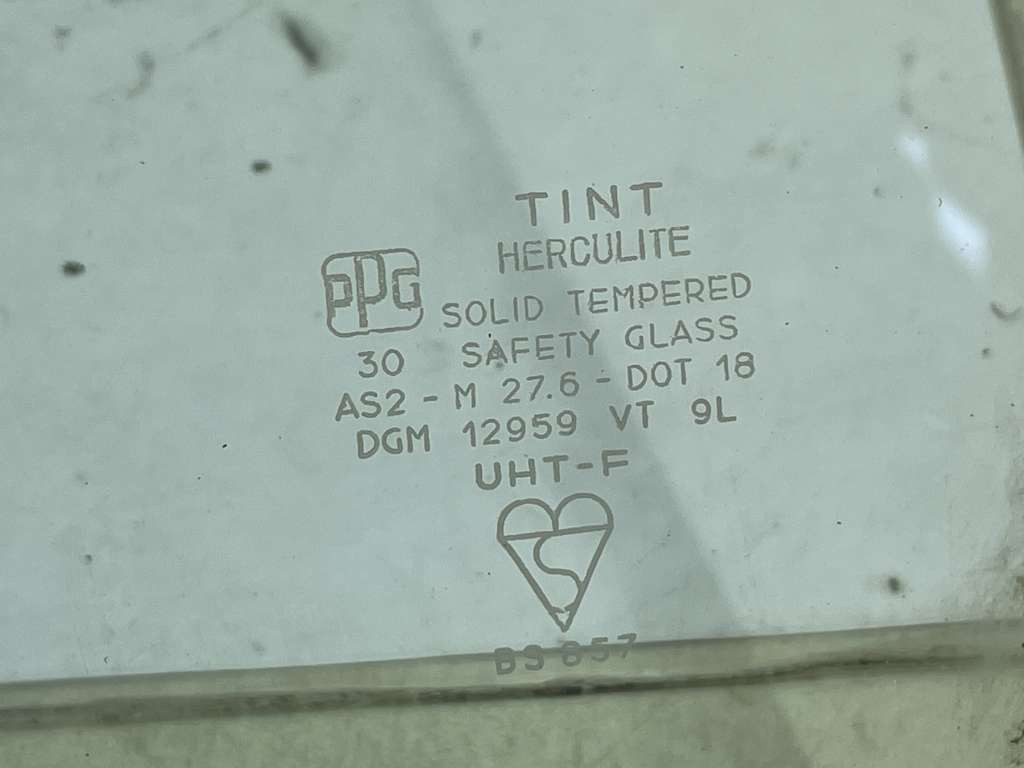 TINT
HERCULITE
PPG
SOLID TEMPERED
30 SAFETY GLASS
AS2 - M 27.6 - DOT 18
DGM 12959 VT 9L
UHT-F
BS 857